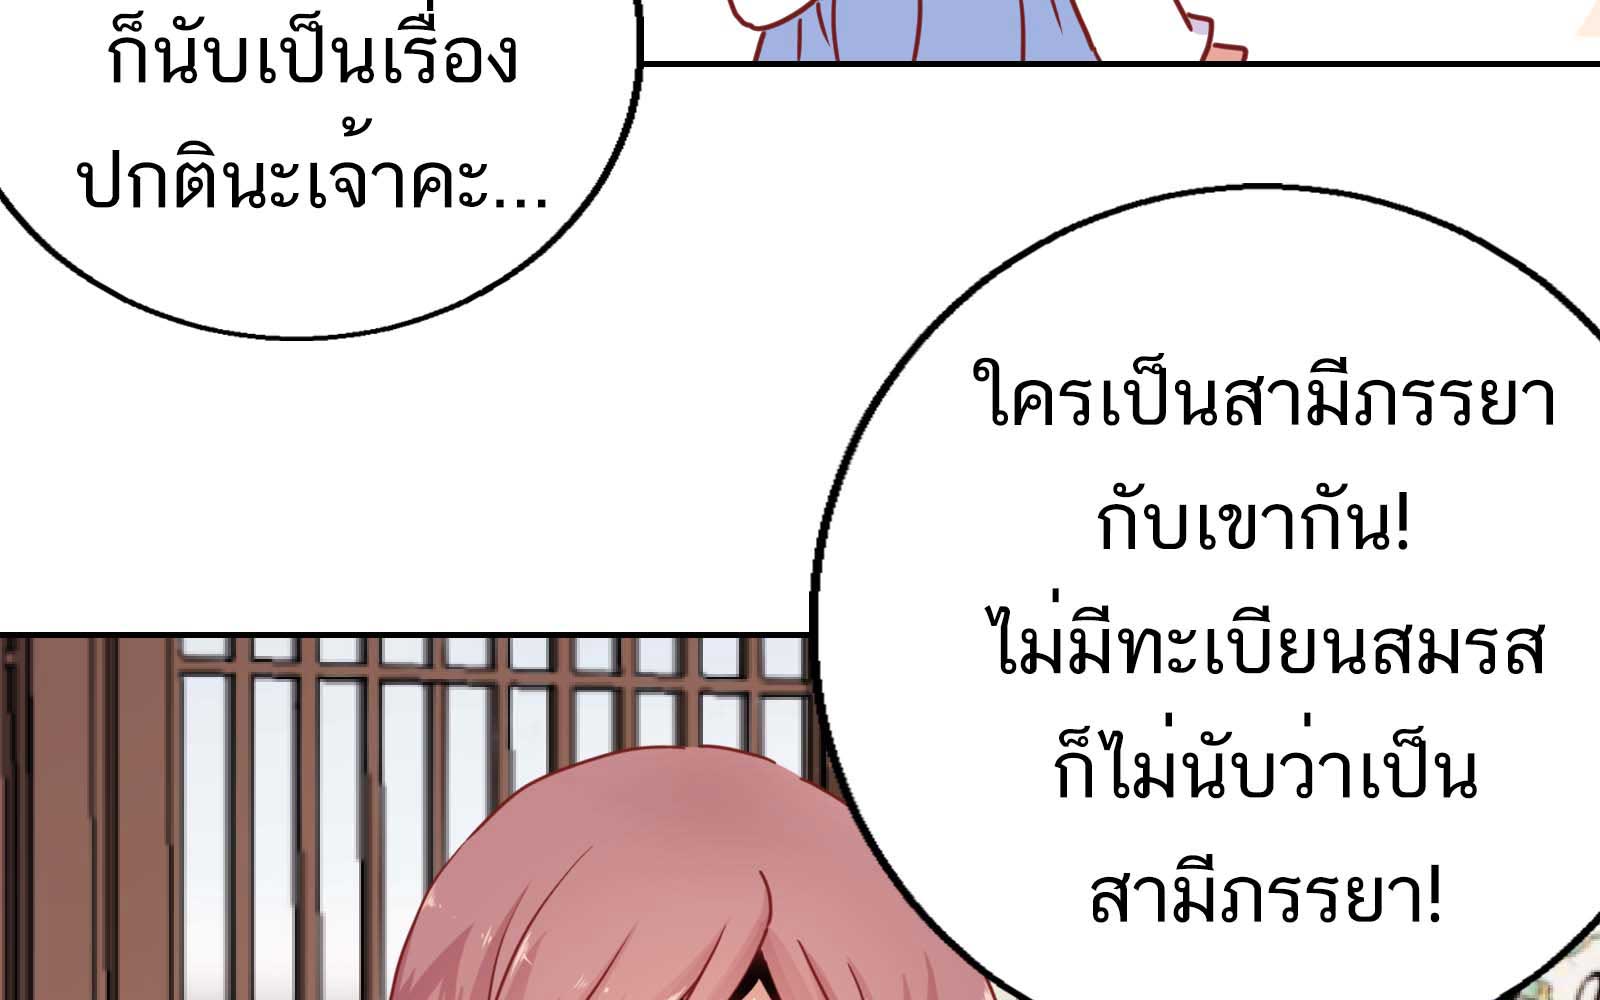 ก็นับเป็นเรื่อง
ปกตินะเจ้าคะ...
ใครเป็นสามีภรรยา
กับเขากัน!
ไม่มีทะเบียนสมรส
ก็ไม่นับว่าเป็น
สามีภรรยา!